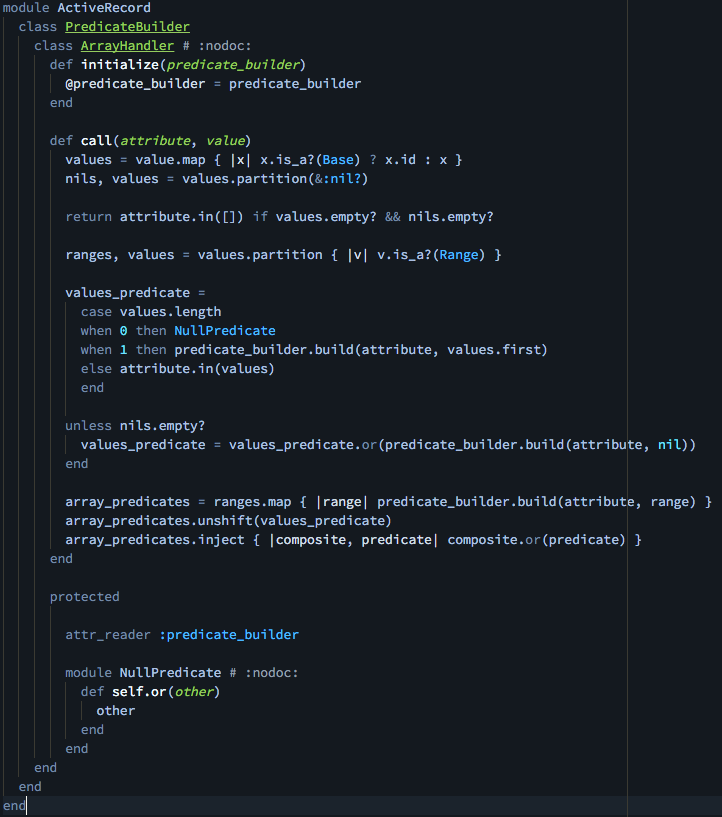 module ActiveRecord
  class PredicateBuilder
    class ArrayHandler # :nodoc:
      def initialize(predicate_builder)
        @predicate_builder = predicate_builder
      end

      def call(attribute, value)
        values = value.map { |x| x.is_a?(Base) ? x.id : x }
        nils, values = values.partition(&:nil?)

        return attribute.in([]) if values.empty? && nils.empty?

        ranges, values = values.partition { |v| v.is_a?(Range) }

        values_predicate =
          case values.length
          when 0 then NullPredicate
          when 1 then predicate_builder.build(attribute, values.first)
          else attribute.in(values)
          end

        unless nils.empty?
          values_predicate = values_predicate.or(predicate_builder.build(attribute, nil))
        end

        array_predicates = ranges.map { |range| predicate_builder.build(attribute, range) }
        array_predicates.unshift(values_predicate)
        array_predicates.inject { |composite, predicate| composite.or(predicate) }
      end

      protected

        attr_reader :predicate_builder

        module NullPredicate # :nodoc:
          def self.or(other)
            other
          end
        end
    end
  end
end